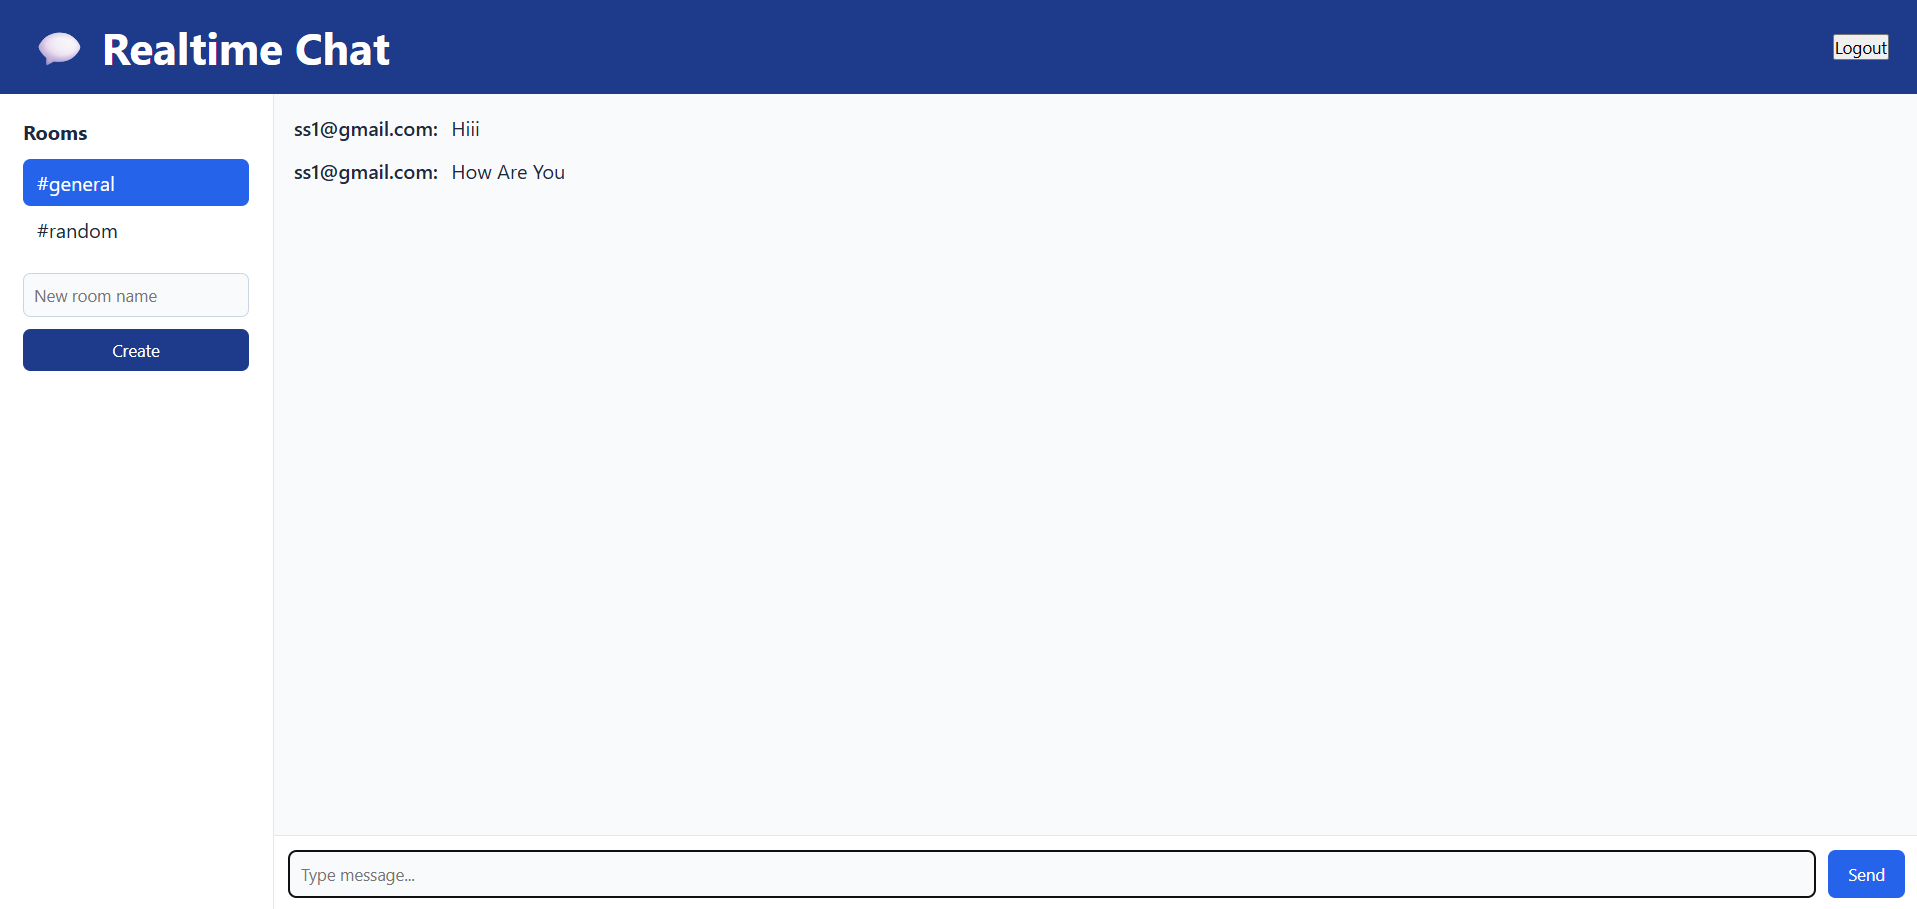 Realtime Chat
Logout
Rooms
#general
#random
New room name
Create
ss1@gmail.com: Hiii
ss1@gmail.com: How Are You
Type message...
Send